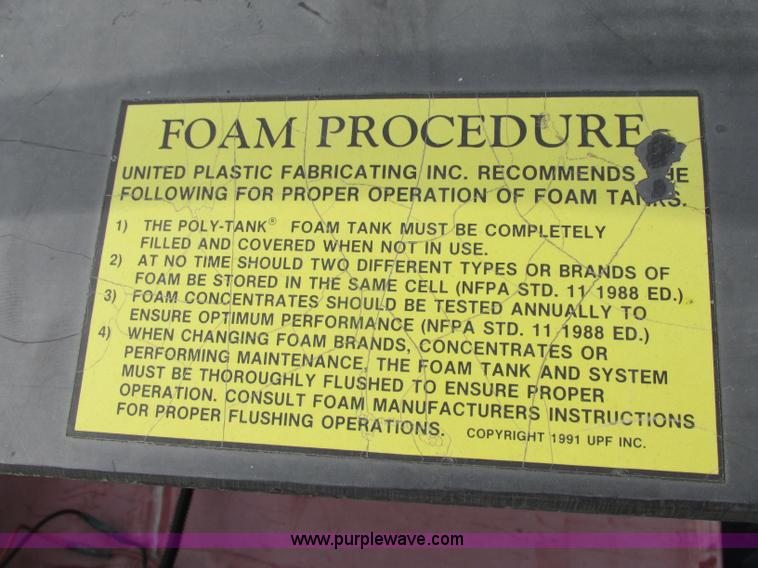 FOAM PROCEDURE
UNITED PLASTIC FABRICATING INC. RECOMMENDS THE
FOLLOWING FOR PROPER OPERATION OF FOAM TANKS.
1) THE POLY-TANK® FOAM TANK MUST BE COMPLETELY
FILLED AND COVERED WHEN NOT IN USE.
2) AT NO TIME SHOULD TWO DIFFERENT TYPES OR BRANDS OF
FOAM BE STORED IN THE SAME CELL (NFPA STD. 11 1988 ED.)
3) FOAM CONCENTRATES SHOULD BE TESTED ANNUALLY TO
ENSURE OPTIMUM PERFORMANCE (NFPA STD. 11 1988 ED.)
4) WHEN CHANGING FOAM BRANDS, CONCENTRATES OR
PERFORMING MAINTENANCE, THE FOAM TANK AND SYSTEM
MUST BE THOROUGHLY FLUSHED TO ENSURE PROPER
OPERATION. CONSULT FOAM MANUFACTURERS INSTRUCTIONS
FOR PROPER FLUSHING OPERATIONS. COPYRIGHT 1991 UPF INC.
www.purplewave.com